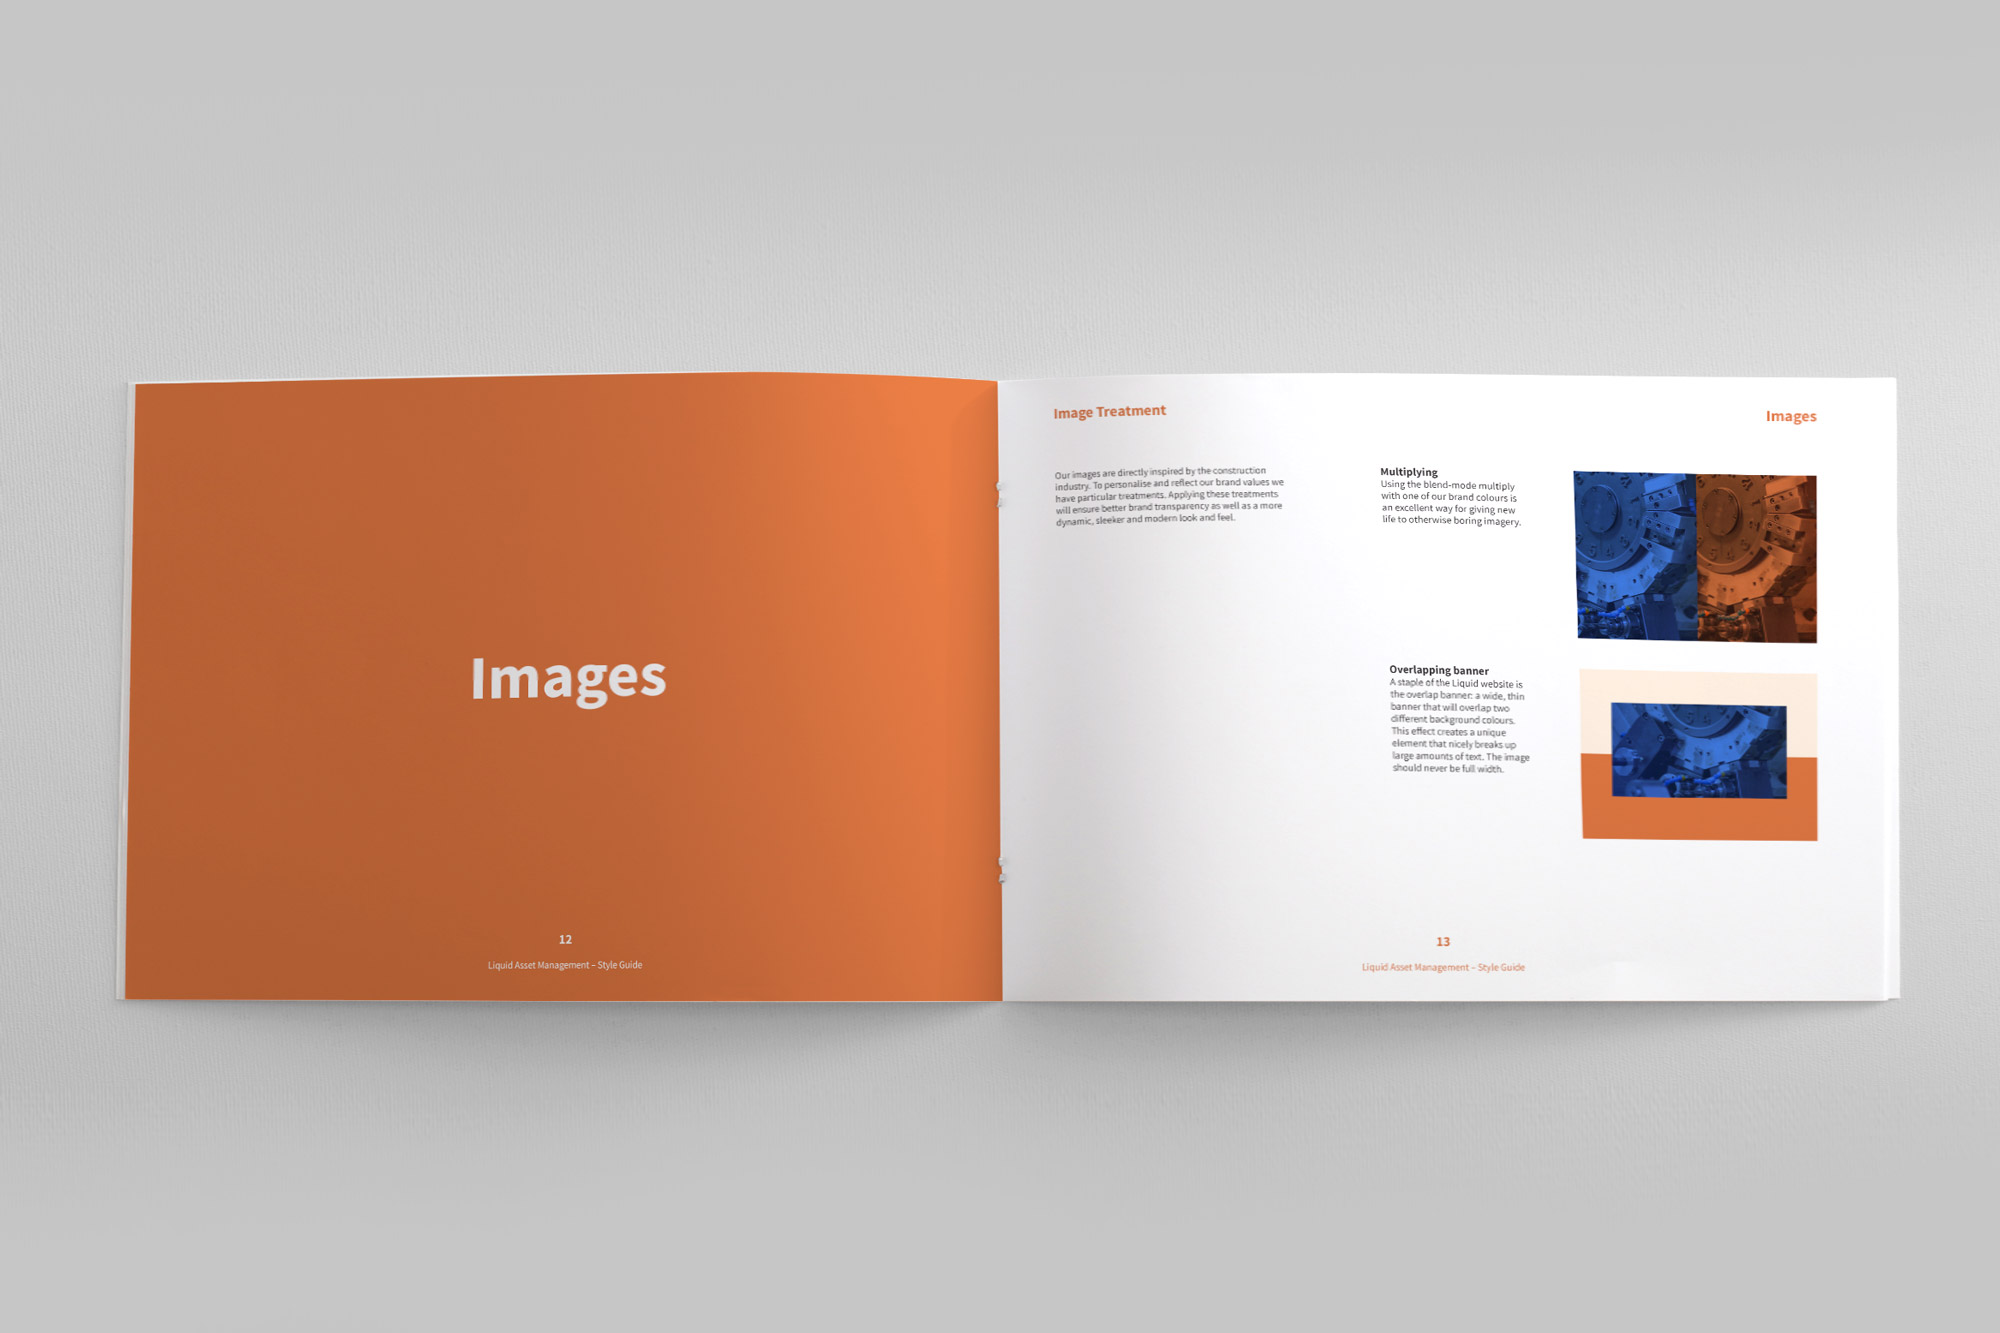 Images
12
Liquid Asset Management – Style Guide
Image Treatment
Images
Our images are directly inspired by the construction
industry. To personalise and reflect our brand values we
have particular treatments. Applying these treatments
will ensure better brand transparency as well as a more
dynamic, sleeker and modern look and feel.
Multiplying
Using the blend-mode multiply
with one of our brand colours is
an excellent way for giving new
life to otherwise boring imagery.
Overlapping banner
A staple of the Liquid website is
the overlap banner: a wide, thin
banner that will overlap two
different background colours.
This effect creates a unique
element that nicely breaks up
large amounts of text. The image
should never be full width.
13
Liquid Asset Management – Style Guide